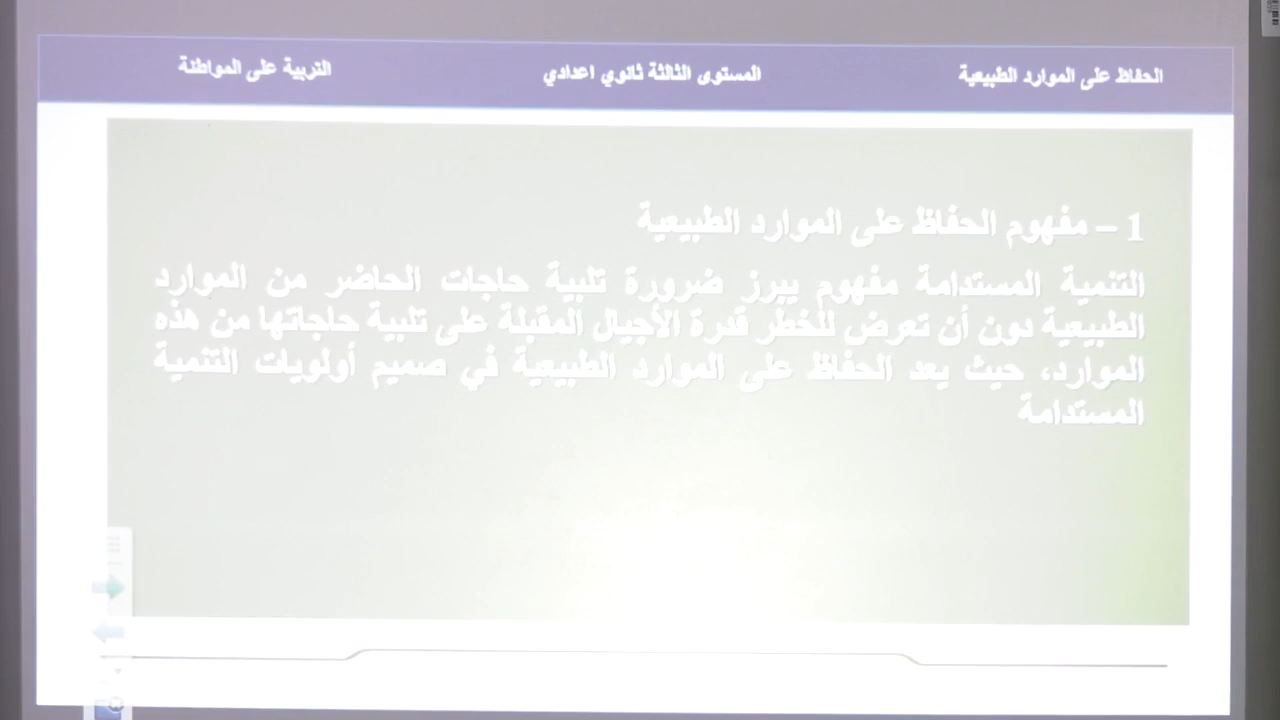 الحفاظ على الموارد الطبيعية
المستوى الثالثة ثانوي اعدادي
التربية على المواطنة
1 – مفهوم الحفاظ على الموارد الطبيعية
التنمية المستدامة مفهوم يبرز ضرورة تلبية حاجات الحاضر من الموارد
الطبيعية دون أن تعرض للخطر قدرة الأجيال المقبلة على تلبية حاجاتها من هذه
الموارد، حيث يعد الحفاظ على الموارد الطبيعية في صميم أولويات التنمية
المستدامة